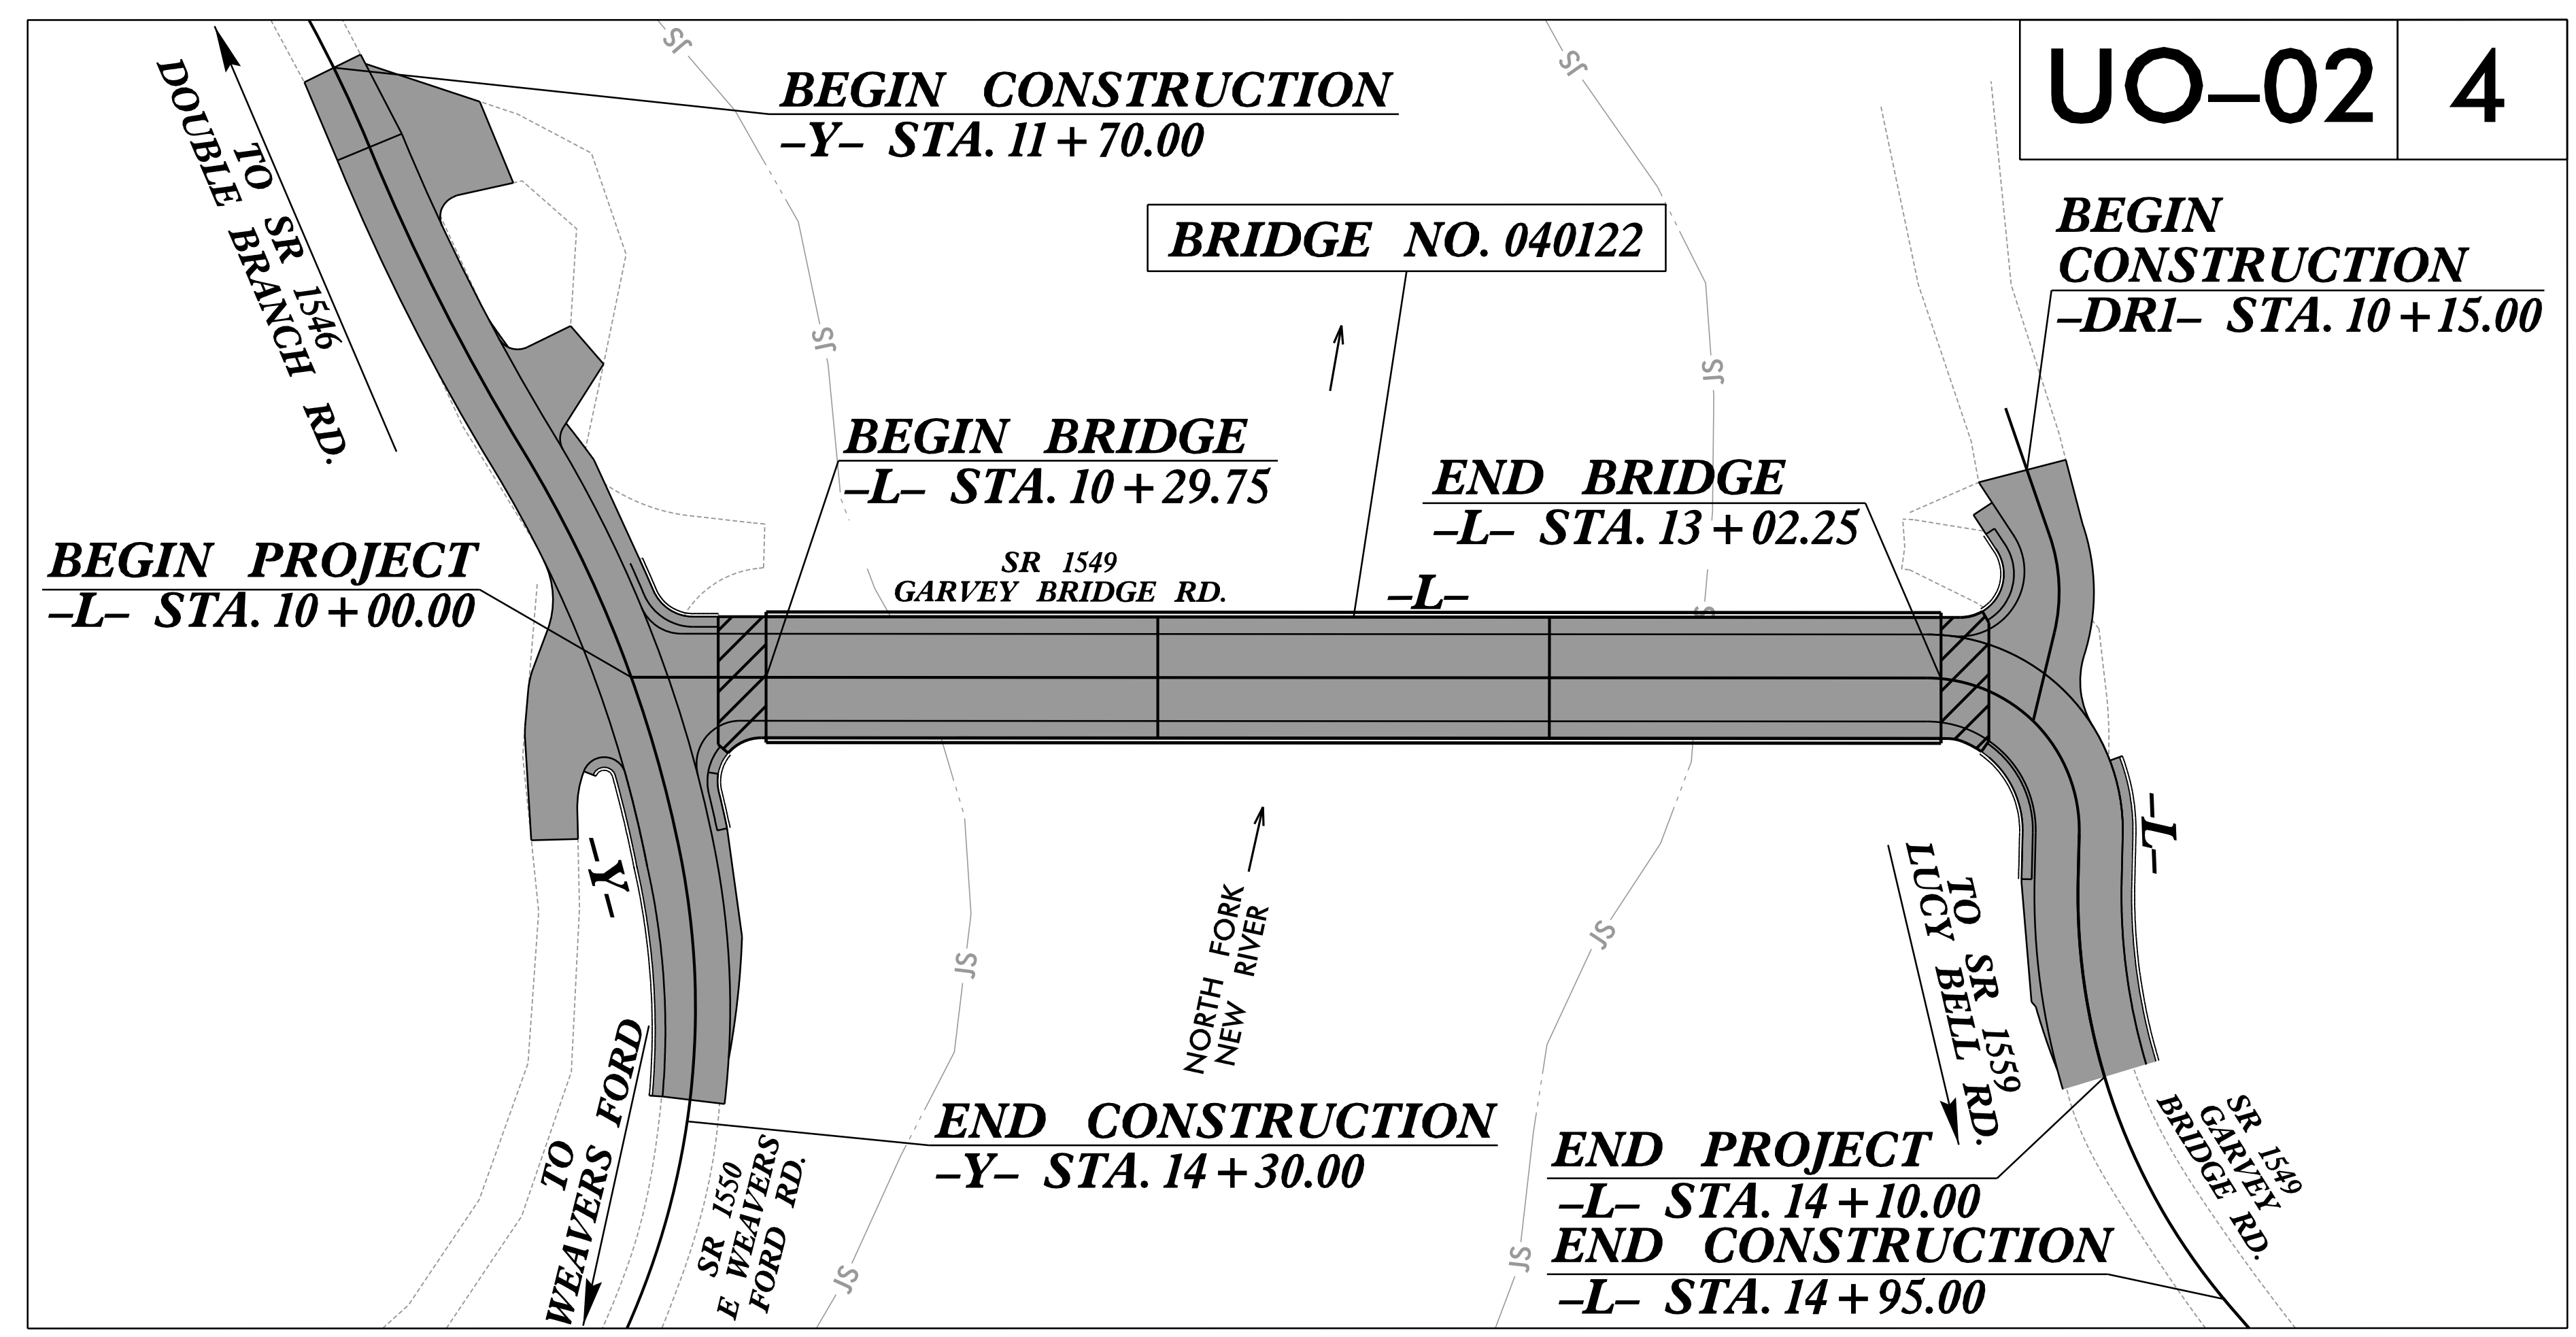 UO–02 4
BEGIN CONSTRUCTION
–Y– STA. 11+70.00
TO SR 1546
DOUBLE BRANCH RD.
BRIDGE NO. 040122
BEGIN
CONSTRUCTION
–DR1– STA. 10+15.00
BEGIN BRIDGE
–L– STA. 10+29.75
END BRIDGE
–L– STA. 13+02.25
BEGIN PROJECT
–L– STA. 10+00.00
SR 1549
GARVEY BRIDGE RD.
–L–
–Y–
–L–
NORTH FORK
NEW RIVER
TO SR 1559
LUCY BELL RD.
TO
WEAVERS FORD
SR 1550
E WEAVERS
FORD RD.
END CONSTRUCTION
–Y– STA. 14+30.00
END PROJECT
–L– STA. 14+10.00
END CONSTRUCTION
–L– STA. 14+95.00
SR 1549
GARVEY
BRIDGE RD.
JS
JS
JS
JS
JS
JS
JS
JS